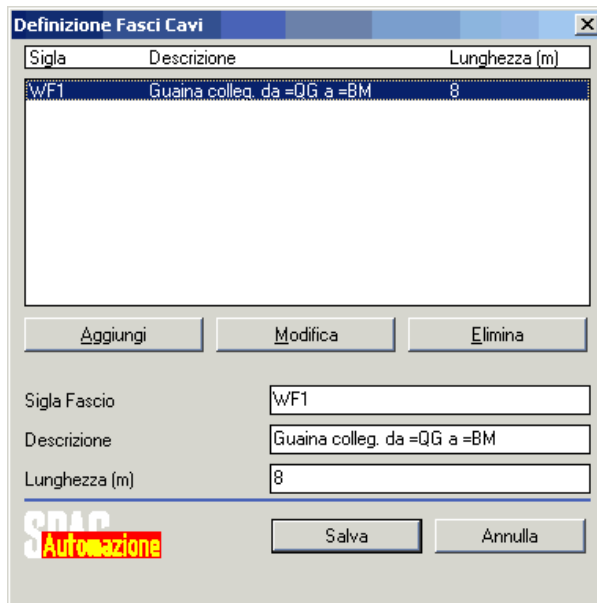 Definizione Fasci Cavi
Sigla Descrizione Lunghezza (m)
WF1 Guaina colleg. da =QG a =BM 8
Aggiungi Modifica Elimina
Sigla Fascio WF1
Descrizione Guaina colleg. da =QG a =BM
Lunghezza (m) 8
SPAC
Automazione
Salva Annulla